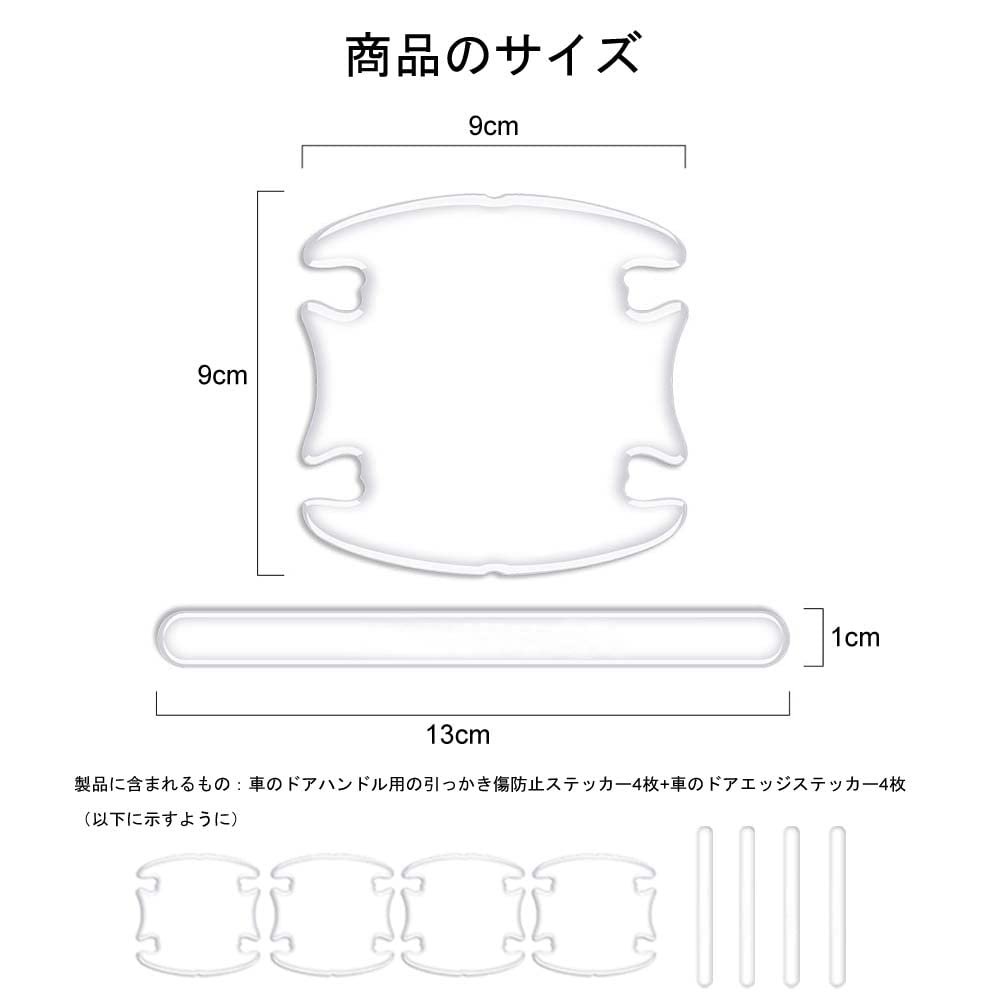 商品のサイズ
9cm
9cm
1cm
13cm
製品に含まれるもの：車のドアハンドル用の引っかき傷防止ステッカー4枚+車のドアエッジステッカー4枚
（以下に示すように）